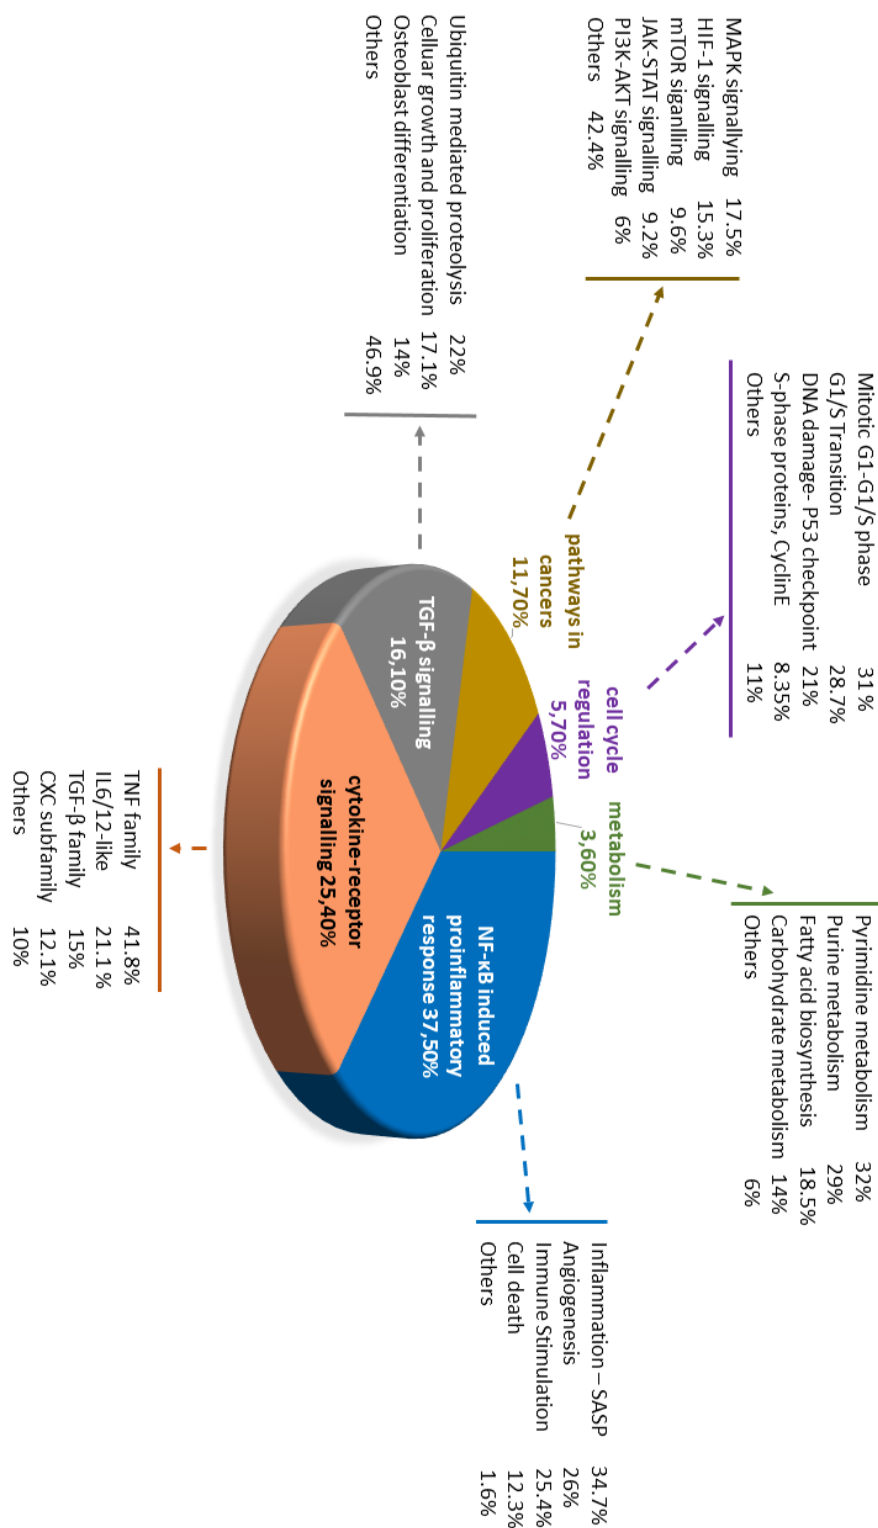 MAPK signallying 17.5%
HIF-1 signalling 15.3%
mTOR siganlling 9.6%
JAK-STAT signalling 9.2%
PI3K-AKT signalling 6%
Others 42.4%
Mitotic G1-G1/S phase 31 %
G1/S Transition 28.7%
DNA damage- P53 checkpoint 21%
S-phase proteins, CyclinE 8.35%
Others 11%
Pyrimidine metabolism 32%
Purine metabolism 29%
Fatty acid biosynthesis 18.5%
Carbohydrate metabolism 14%
Others 6%
Ubiquitin mediated proteolysis 22%
Celluar growth and proliferation 17.1%
Osteoblast differentiation 14%
Others 46.9%
pathways in
cancers
11,70%
cell cycle
regulation
5,70%
metabolism
3,60%
TGF-β signalling
16,10%
NF-κB induced
proinflammatory
response 37,50%
cytokine-receptor
signalling 25,40%
Inflammation – SASP 34.7%
Angiogenesis 26%
Immune Stimulation 25.4%
Cell death 12.3%
Others 1.6%
TNF family 41.8%
IL6/12-like 21.1 %
TGF-β family 15%
CXC subfamily 12.1%
Others 10%